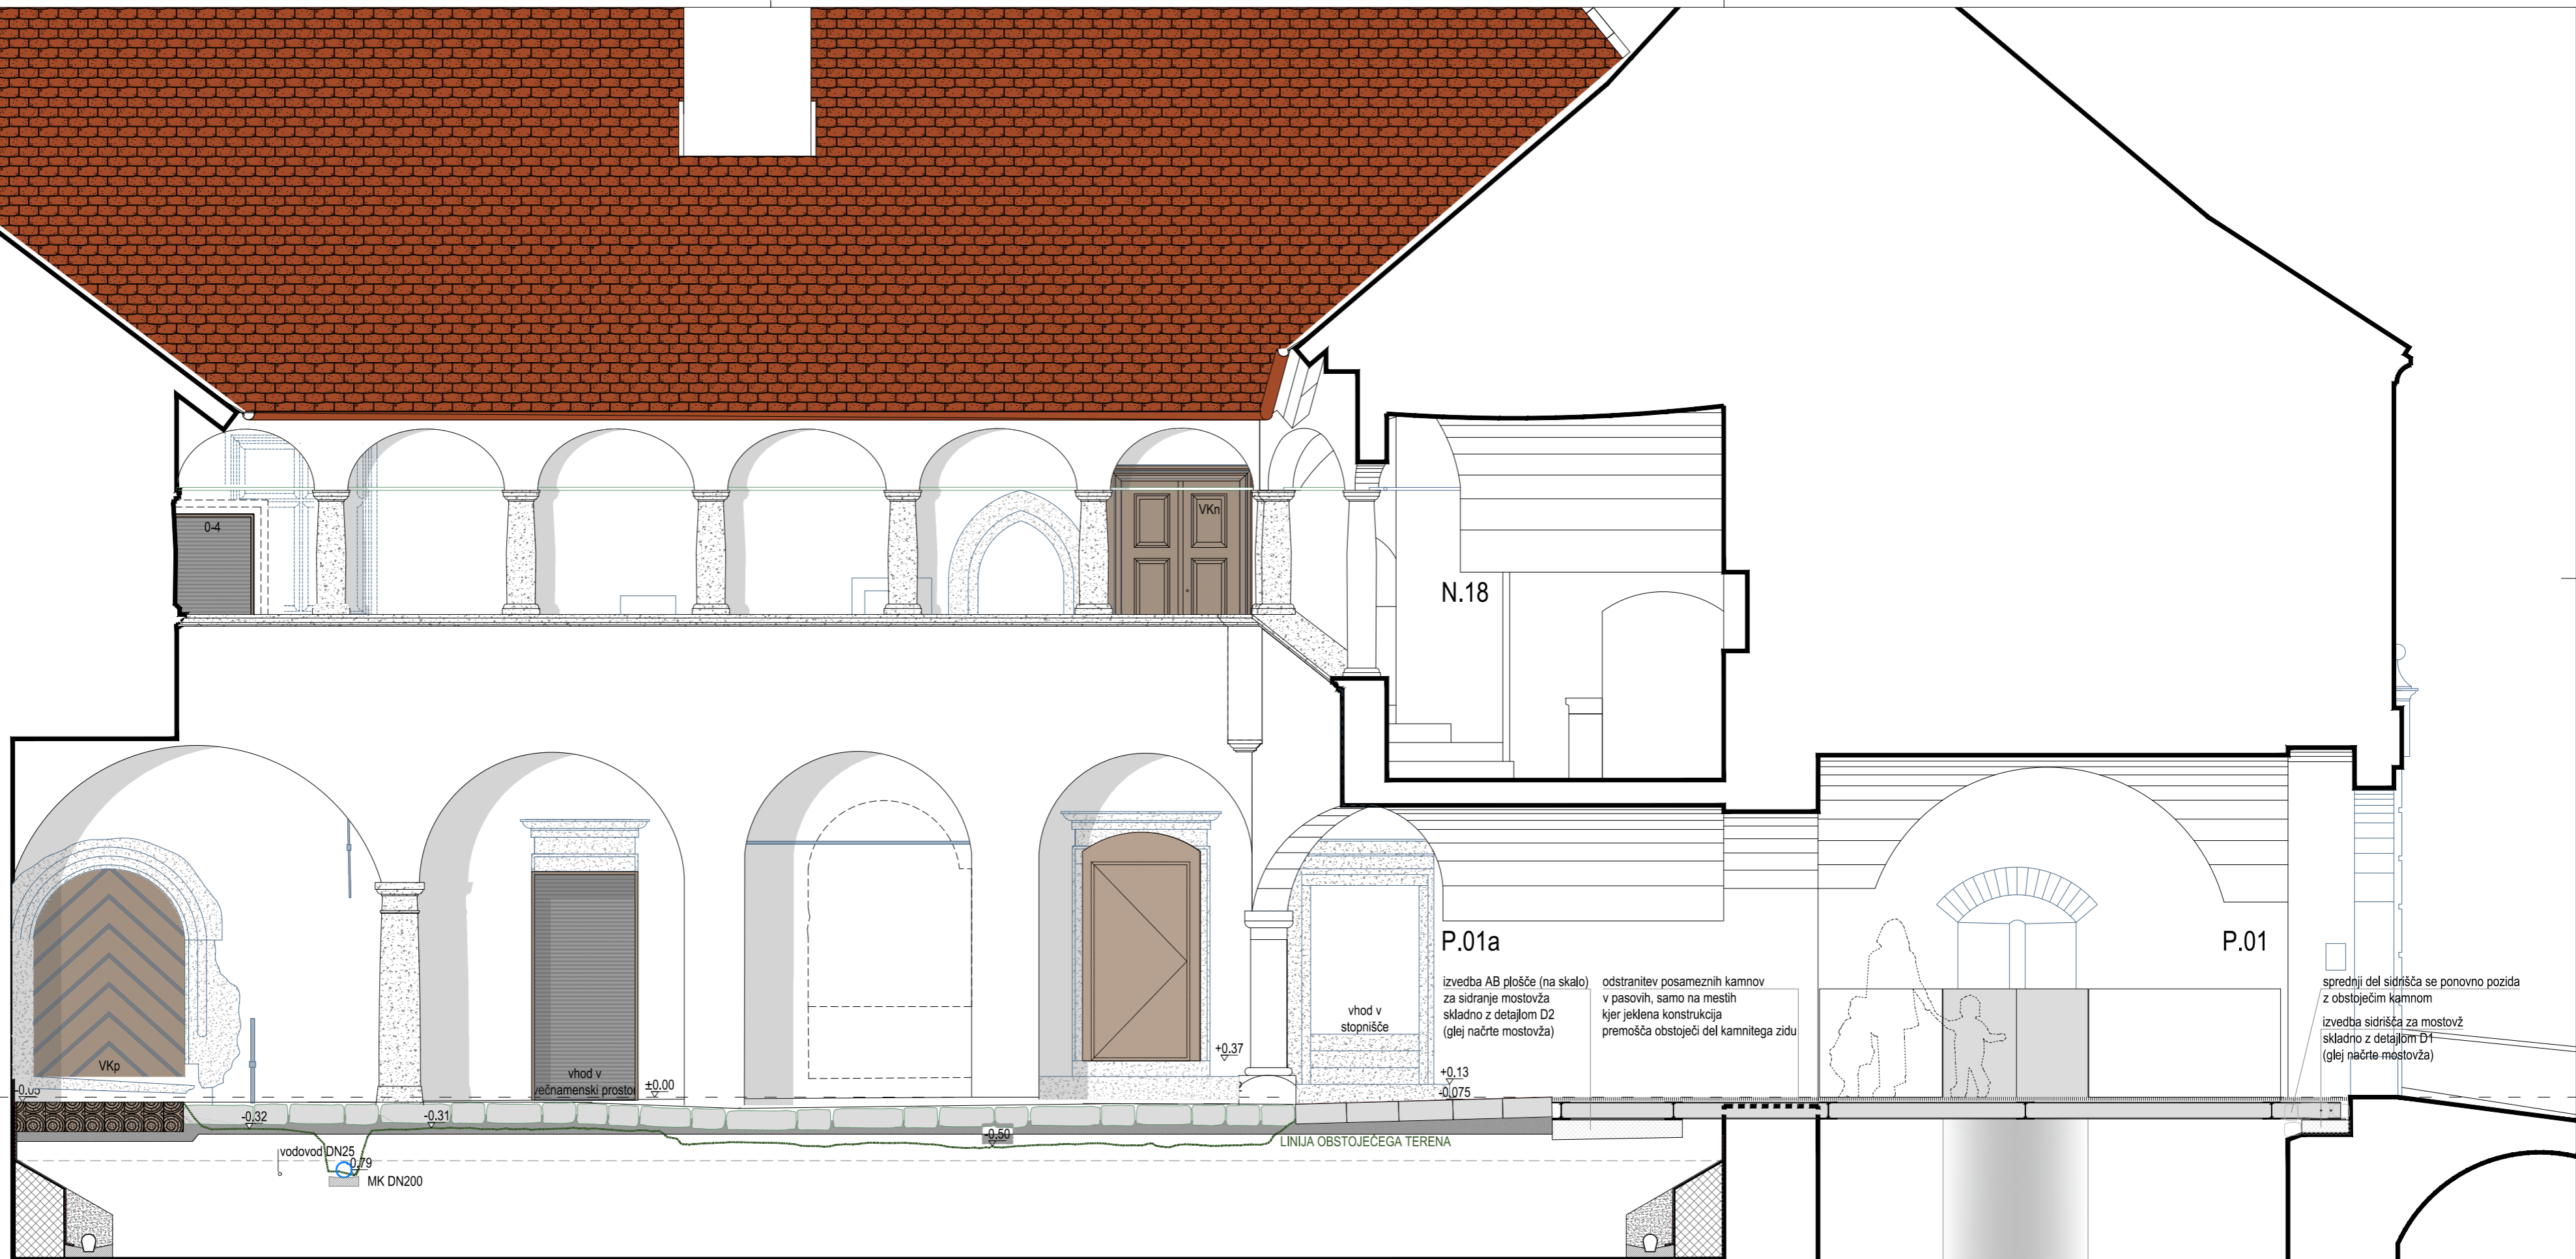 0-4
VKn
N.18
P.01a
P.01
izvedba AB plošče (na skalo)
za sidranje mostovža
skladno z detajlom D2
(glej načrte mostovža)
odstranitev posameznih kamnov
v pasovih, samo na mestih
kjer jeklena konstrukcija
premošča obstoječi del kamnitega zidu
sprednji del sidrišča se ponovno pozida
z obstoječim kamnom
izvedba sidrišča za mostovž
skladno z detajlom D1
(glej načrte mostovža)
vhod v
stopnišče
VKp
vhod v
večnamenski prostor
+0.37
±0.00
+0.13
-0.075
-0.32
-0.31
-0.50
LINIJA OBSTOJEČEGA TERENA
vodovod DN25
0.79
MK DN200